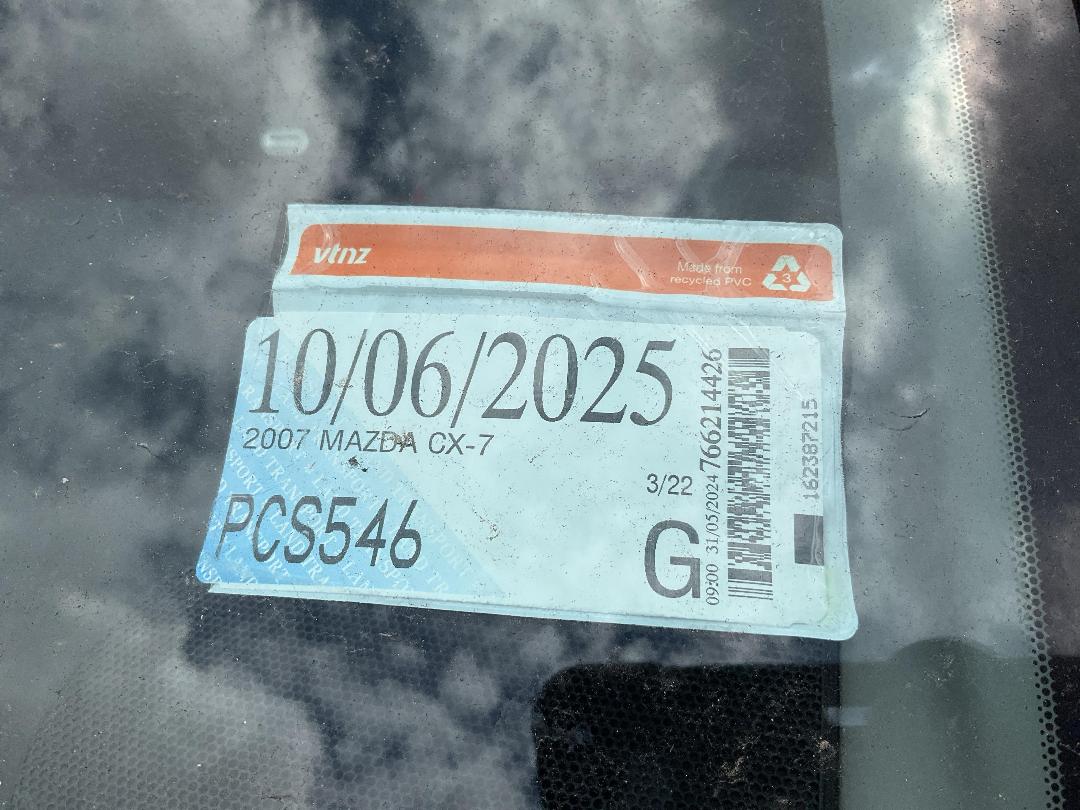 vtnz
Made from
recycled PVC
3
10/06/2025
2007 MAZDA CX-7
PCS546
3/22
G
09:00 31/05/2024 766214426
162387215